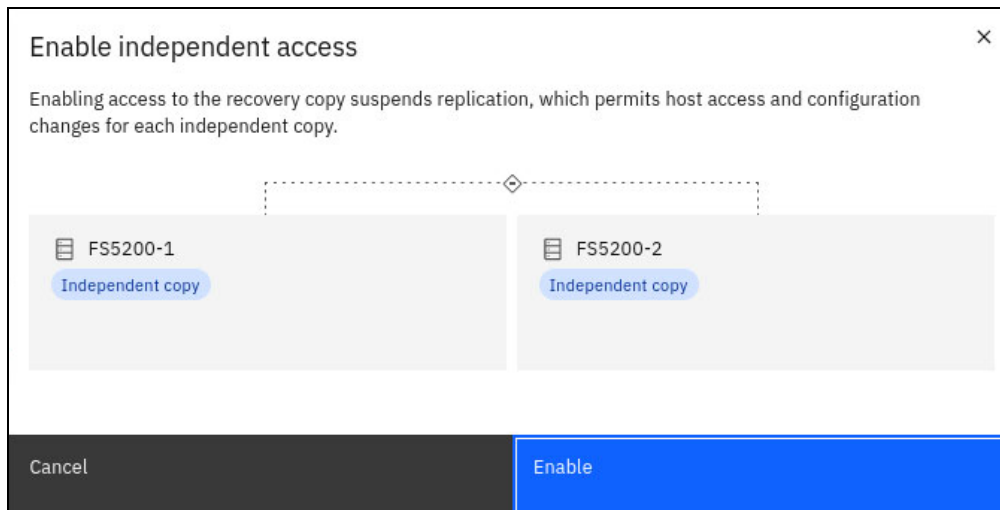 Enable independent access
Enabling access to the recovery copy suspends replication, which permits host access and configuration
changes for each independent copy.
FS5200-1
Independent copy
FS5200-2
Independent copy
Cancel
Enable